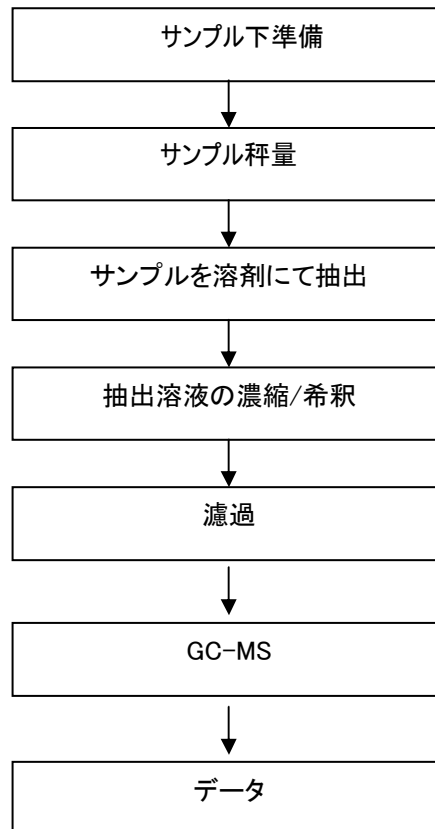 サンプル下準備
サンプル秤量
サンプルを溶剤にて抽出
抽出溶液の濃縮/希釈
濾過
GC-MS
データ